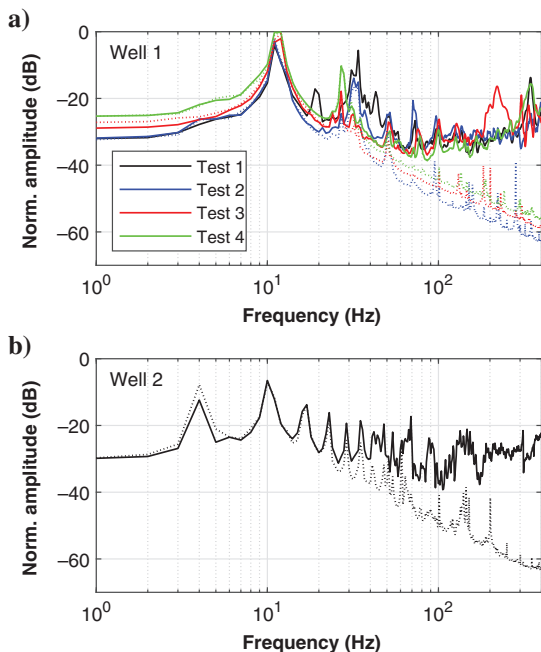 a)
Well 1
Norm. amplitude (dB)
0
−20
−40
−60
Test 1
Test 2
Test 3
Test 4
10^0
10^1
10^2
Frequency (Hz)
b)
Well 2
Norm. amplitude (dB)
0
−20
−40
−60
10^0
10^1
10^2
Frequency (Hz)